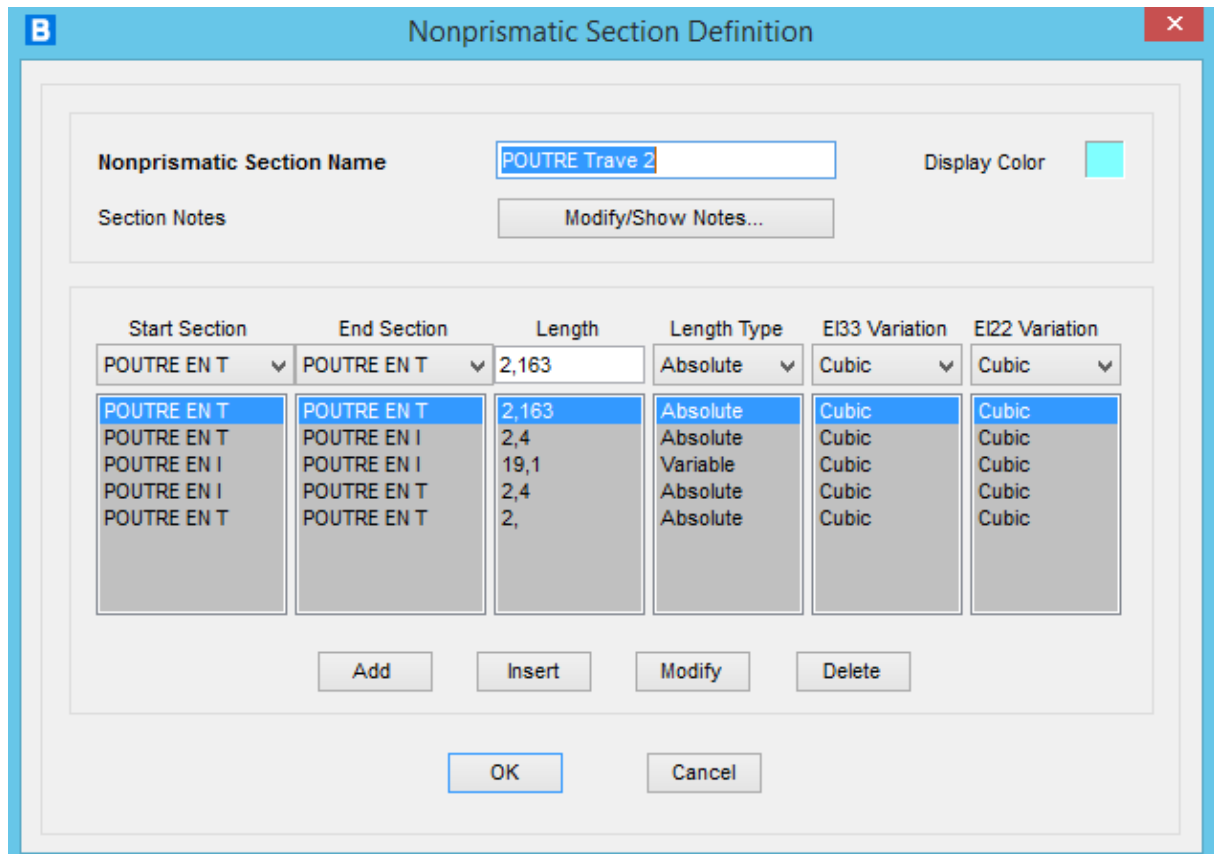 B Nonprismatic Section Definition ×
Nonprismatic Section Name POUTRE Trave 2 Display Color
Section Notes Modify/Show Notes...
Start Section End Section Length Length Type EI33 Variation EI22 Variation
POUTRE EN T POUTRE EN T 2,163 Absolute Cubic Cubic
POUTRE EN T POUTRE EN T 2,163 Absolute Cubic Cubic
POUTRE EN T POUTRE EN I 2,4 Absolute Cubic Cubic
POUTRE EN I POUTRE EN I 19,1 Variable Cubic Cubic
POUTRE EN I POUTRE EN T 2,4 Absolute Cubic Cubic
POUTRE EN T POUTRE EN T 2, Absolute Cubic Cubic
Add Insert Modify Delete
OK Cancel